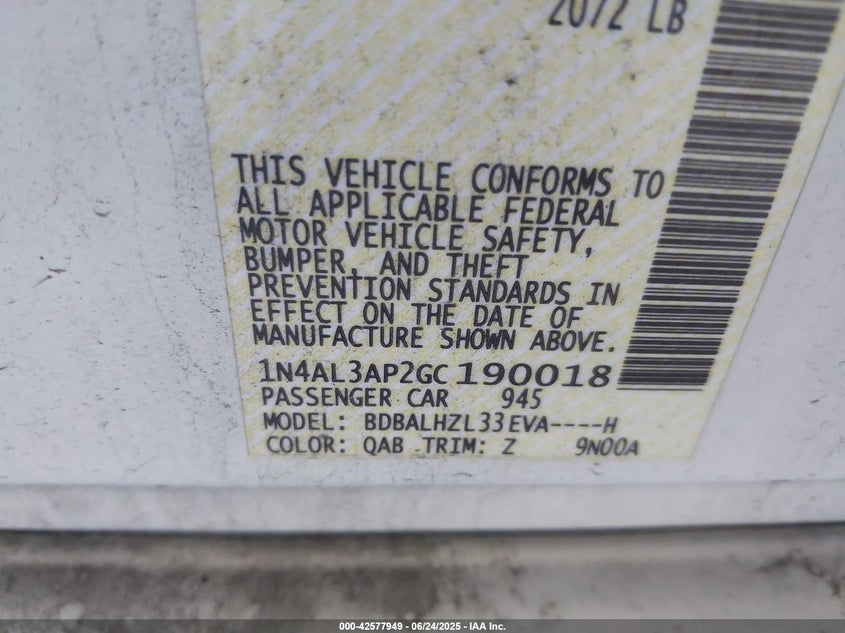 2072 LB
THIS VEHICLE CONFORMS TO
ALL APPLICABLE FEDERAL
MOTOR VEHICLE SAFETY,
BUMPER, AND THEFT
PREVENTION STANDARDS IN
EFFECT ON THE DATE OF
MANUFACTURE SHOWN ABOVE.
1N4AL3AP2GC190018
PASSENGER CAR 945
MODEL: BDBALHZL33EVA----H
COLOR: QAB TRIM: Z 9N00A
000-42577949 - 06/24/2025 - IAA Inc.